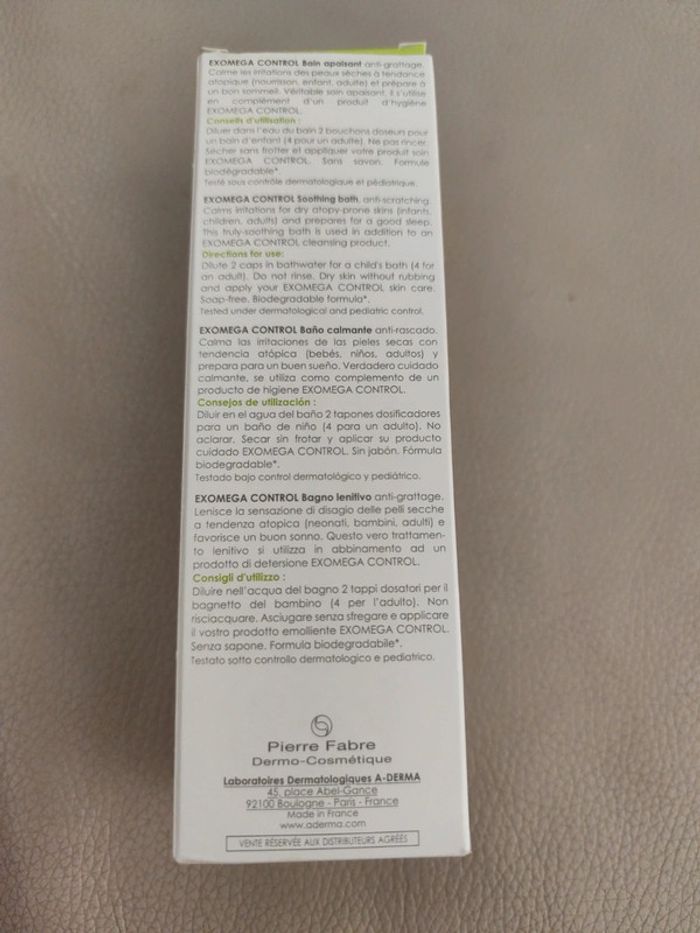 EXOMEGA CONTROL Bain apaisant anti-grattage.
Calme les irritations des peaux sèches à tendance
atopique (nourrisson, enfant, adulte) et prépare à
un bon sommeil. Véritable soin apaisant, il s'utilise
en complément d'un produit d'hygiène
EXOMEGA CONTROL.
Conseils d'utilisation :
Diluer dans l'eau du bain 2 bouchons doseurs pour
un bain d'enfant (4 pour un adulte). Ne pas rincer.
Sécher sans frotter et appliquer votre produit soin
EXOMEGA CONTROL. Sans savon. Formule
biodégradable*.
Testé sous contrôle dermatologique et pédiatrique.
EXOMEGA CONTROL Soothing bath, anti-scratching.
Calms irritations for dry atopy-prone skins (infants,
children, adults) and prepares for a good sleep.
This truly-soothing bath is used in addition to an
EXOMEGA CONTROL cleansing product.
Directions for use:
Dilute 2 caps in bathwater for a child's bath (4 for
an adult). Do not rinse. Dry skin without rubbing
and apply your EXOMEGA CONTROL skin care.
Soap-free. Biodegradable formula*.
Tested under dermatological and pediatric control.
EXOMEGA CONTROL Baño calmante anti-rascado.
Calma las irritaciones de las pieles secas con
tendencia atópica (bebés, niños, adultos) y
prepara para un buen sueño. Verdadero cuidado
calmante, se utiliza como complemento de un
producto de higiene EXOMEGA CONTROL.
Consejos de utilización :
Diluir en el agua del baño 2 tapones dosificadores
para un baño de niño (4 para un adulto). No
aclarar. Secar sin frotar y aplicar su producto
cuidado EXOMEGA CONTROL. Sin jabón. Fórmula
biodegradable*.
Testado bajo control dermatológico y pediátrico.
EXOMEGA CONTROL Bagno lenitivo anti-grattage.
Lenisce la sensazione di disagio delle pelli secche
a tendenza atopica (neonati, bambini, adulti) e
favorisce un buon sonno. Questo vero trattamen-
to lenitivo si utilizza in abbinamento ad un
prodotto di detersione EXOMEGA CONTROL.
Consigli d'utilizzo :
Diluire nell'acqua del bagno 2 tappi dosatori per il
bagnetto del bambino (4 per l'adulto). Non
risciacquare. Asciugare senza sfregare e applicare
il vostro prodotto emolliente EXOMEGA CONTROL.
Senza sapone. Formula biodegradabile*.
Testato sotto controllo dermatologico e pediatrico.
Pierre Fabre
Dermo-Cosmétique
Laboratoires Dermatologiques A-DERMA
45, place Abel-Gance
92100 Boulogne - Paris - France
Made in France
www.aderma.com
VENTE RÉSERVÉE AUX DISTRIBUTEURS AGRÉÉS